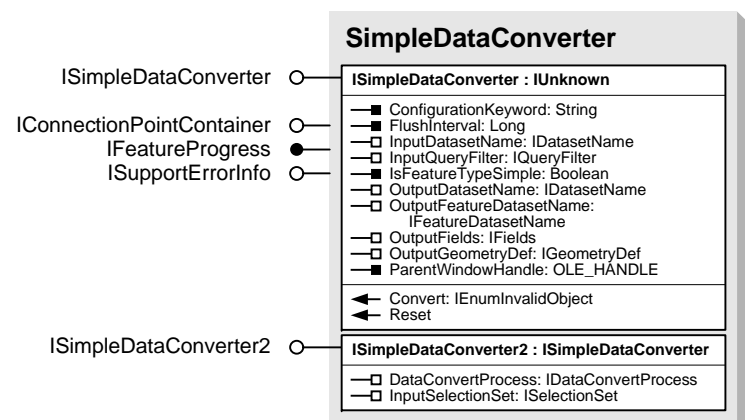 SimpleDataConverter
ISimpleDataConverter
ISimpleDataConverter : IUnknown
ConfigurationKeyword: String
IConnectionPointContainer
FlushInterval: Long
IFeatureProgress
InputDatasetName: IDatasetName
InputQueryFilter: IQueryFilter
ISupportErrorInfo
IsFeatureTypeSimple: Boolean
OutputDatasetName: IDatasetName
OutputFeatureDatasetName:
IFeatureDatasetName
OutputFields: IFields
OutputGeometryDef: IGeometryDef
ParentWindowHandle: OLE_HANDLE
Convert: IEnumInvalidObject
Reset
ISimpleDataConverter2
ISimpleDataConverter2 : ISimpleDataConverter
DataConvertProcess: IDataConvertProcess
InputSelectionSet: ISelectionSet